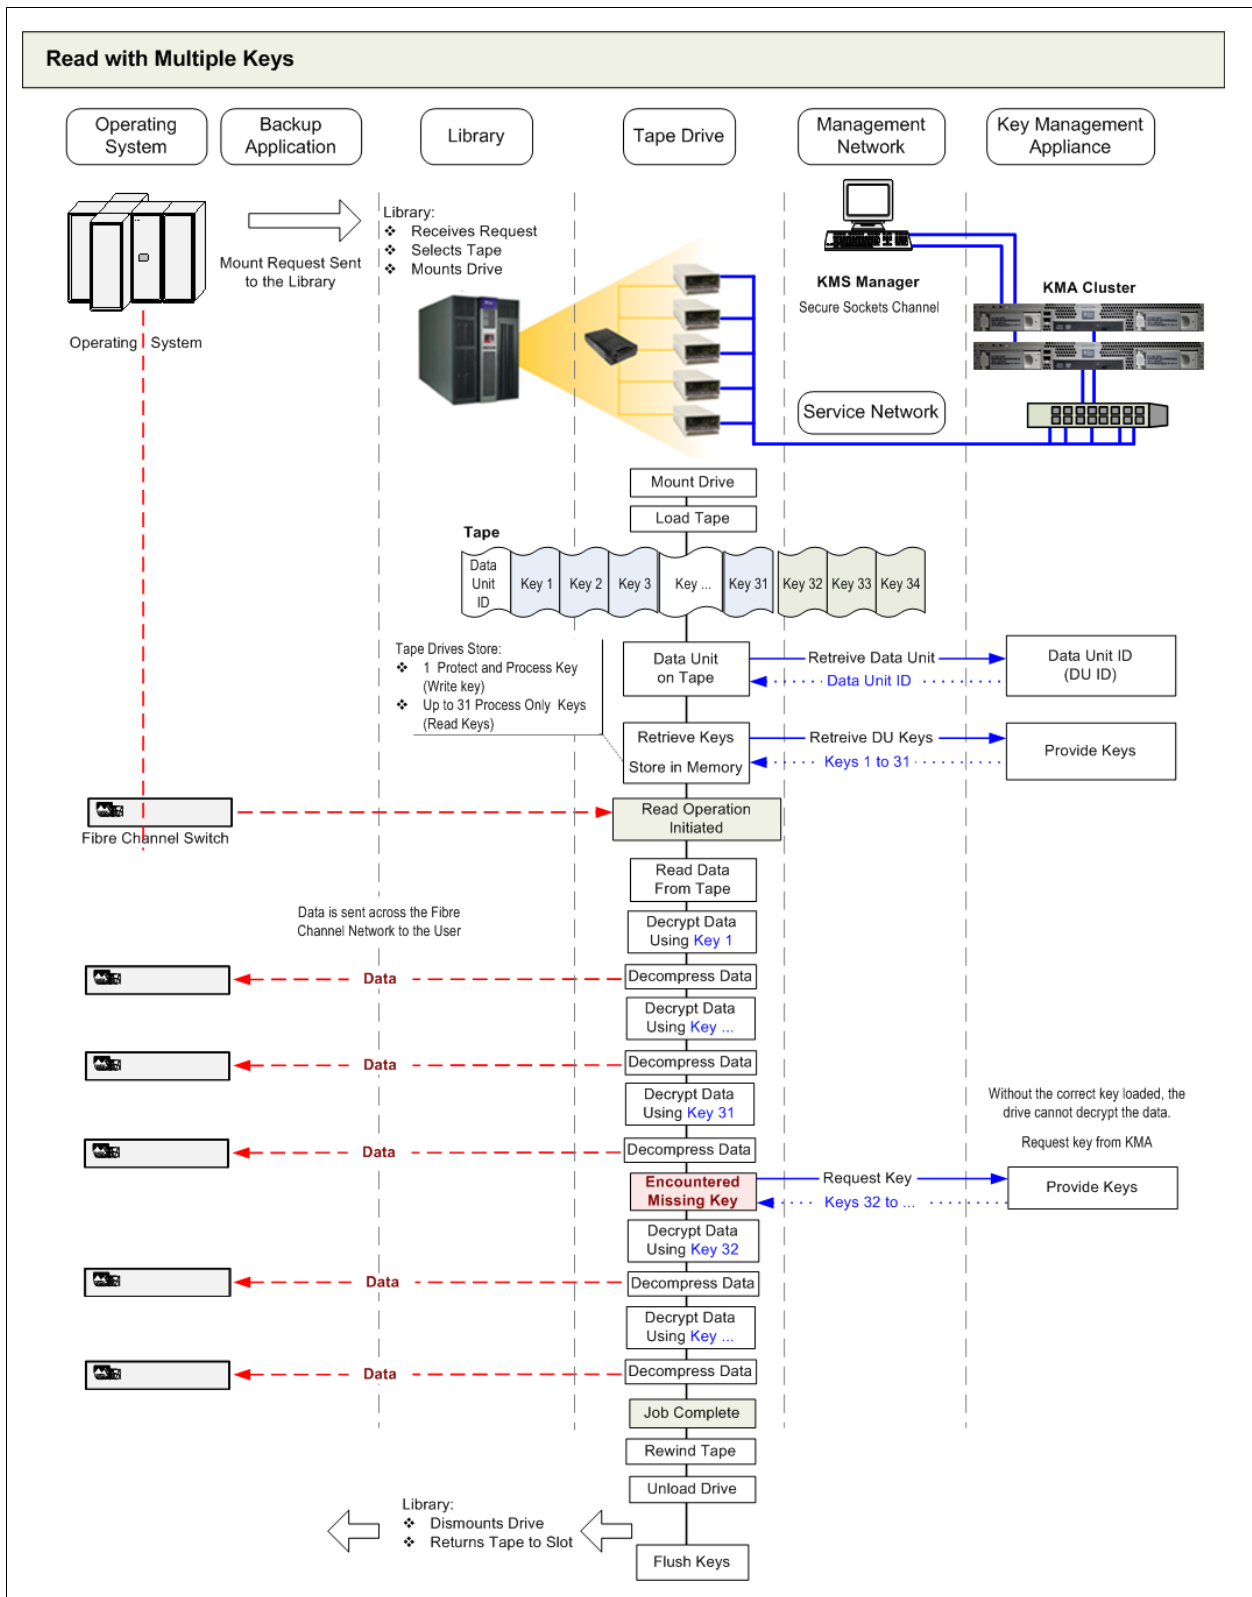 Read with Multiple Keys
Operating
System
Backup
Application
Library
Tape Drive
Management
Network
Key Management
Appliance
Mount Request Sent
to the Library
Library:
❖ Receives Request
❖ Selects Tape
❖ Mounts Drive
KMS Manager
Secure Sockets Channel
KMA Cluster
Operating System
Service Network
Mount Drive
Load Tape
Tape
Data
Unit
ID
Key 1
Key 2
Key 3
Key ...
Key 31
Key 32
Key 33
Key 34
Tape Drives Store:
❖ 1 Protect and Process Key
(Write key)
❖ Up to 31 Process Only Keys
(Read Keys)
Data Unit
on Tape
Retreive Data Unit
Data Unit ID
Data Unit ID
(DU ID)
Retrieve Keys
Store in Memory
Retreive DU Keys
Keys 1 to 31
Provide Keys
Fibre Channel Switch
Read Operation
Initiated
Read Data
From Tape
Data is sent across the Fibre
Channel Network to the User
Decrypt Data
Using Key 1
Data
Decompress Data
Decrypt Data
Using Key ...
Data
Decompress Data
Decrypt Data
Using Key 31
Without the correct key loaded, the
drive cannot decrypt the data.
Request key from KMA
Data
Decompress Data
Encountered
Missing Key
Request Key
Keys 32 to ...
Provide Keys
Decrypt Data
Using Key 32
Data
Decompress Data
Decrypt Data
Using Key ...
Data
Decompress Data
Job Complete
Rewind Tape
Unload Drive
Library:
❖ Dismounts Drive
❖ Returns Tape to Slot
Flush Keys